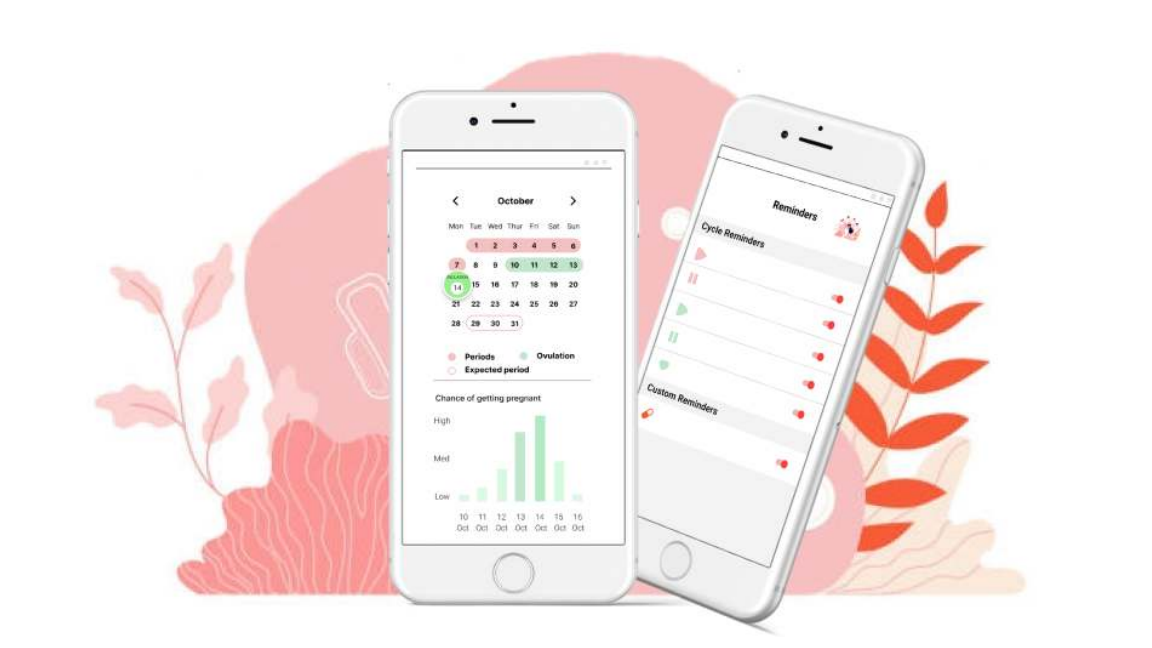 October
Mon Tue Wed Thur Fri Sat Sun
1 2 3 4 5 6
7 8 9 10 11 12 13
14 15 16 17 18 19 20
21 22 23 24 25 26 27
28 29 30 31
Periods Ovulation
Expected period
Chance of getting pregnant
High
Med
Low
10 11 12 13 14 15 16
Oct Oct Oct Oct Oct Oct Oct
Reminders
Cycle Reminders
Custom Reminders